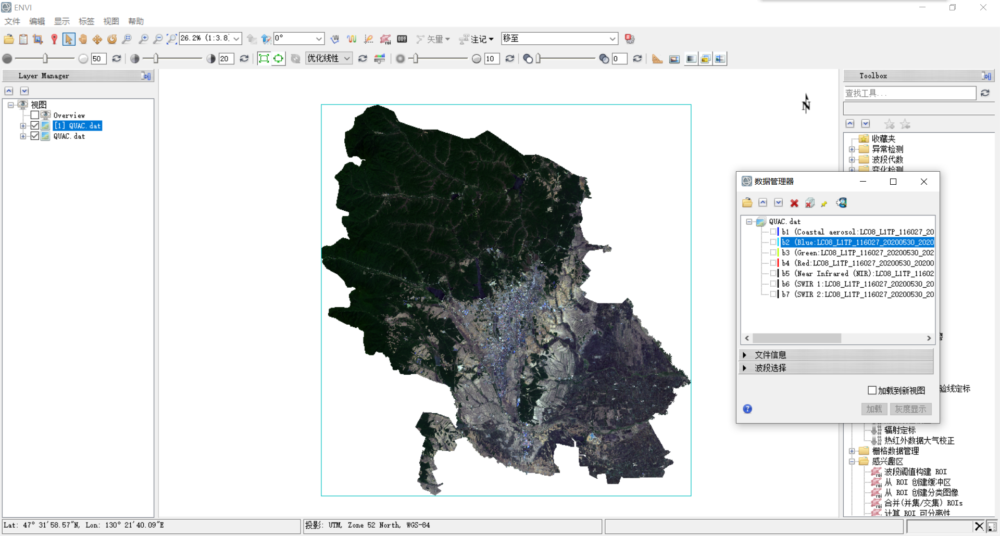 ENVI
文件 编辑 显示 标签 视图 帮助
26.2% (1:3.8 0° 矢量 注记 移至
50 20 优化线性 10 0
Layer Manager
视图
Overview
[1] QUAC.dat
QUAC.dat
N
Toolbox
查找工具...
收藏夹
异常检测
波段代数
变化检测
数据管理器
QUAC.dat
b1 (Coastal aerosol:LC08_L1TP_116027_20
b2 (Blue:LC08_L1TP_116027_20200530_2020
b3 (Green:LC08_L1TP_116027_20200530_202
b4 (Red:LC08_L1TP_116027_20200530_20200
b5 (Near Infrared (NIR):LC08_L1TP_11602
b6 (SWIR 1:LC08_L1TP_116027_20200530_20
b7 (SWIR 2:LC08_L1TP_116027_20200530_20
文件信息
波段选择
加载到新视图
加载 灰度显示
验线定标
辐射定标
热红外数据大气校正
栅格数据管理
感兴趣区
波段阈值构建 ROI
从 ROI 创建缓冲区
从 ROI 创建分类图像
合并(并集/交集) ROIs
计算 ROI 可分离性
Lat: 47° 31'58.57"N, Lon: 130° 21'40.09"E
投影: UTM, Zone 52 North, WGS-84